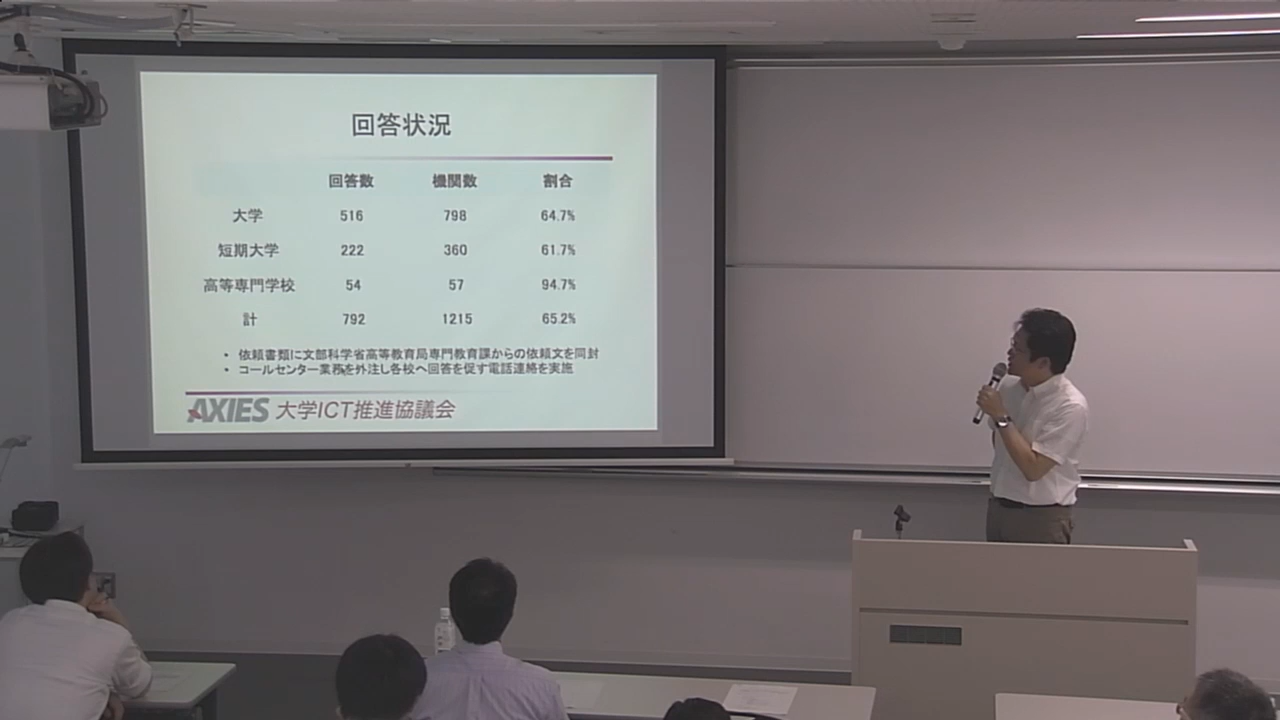 回答状況
回答数 機関数 割合
大学 516 798 64.7%
短期大学 222 360 61.7%
高等専門学校 54 57 94.7%
計 792 1215 65.2%
• 依頼書類に文部科学省高等教育局専門教育課からの依頼文を同封
• コールセンター業務を外注し各校へ回答を促す電話連絡を実施
AXIES 大学ICT推進協議会